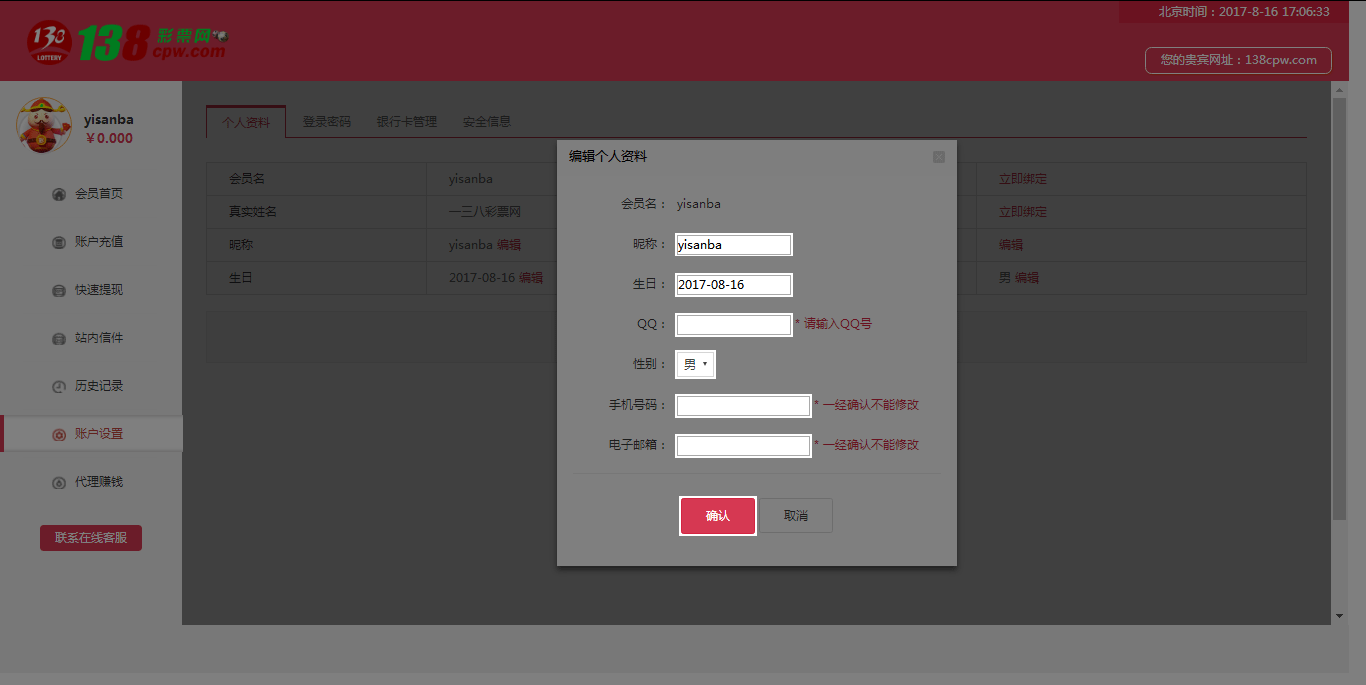 北京时间：2017-8-16 17:06:33
138
LOTTERY
138 彩票网
cpw.com
您的贵宾网址：138cpw.com
yisanba
￥0.000
会员首页
账户充值
快速提现
站内信件
历史记录
账户设置
代理赚钱
联系在线客服
个人资料 登录密码 银行卡管理 安全信息
会员名 yisanba 立即绑定
真实姓名 一三八彩票网 立即绑定
昵称 yisanba 编辑 编辑
生日 2017-08-16 编辑 男 编辑
编辑个人资料
会员名： yisanba
昵称： yisanba
生日： 2017-08-16
QQ： * 请输入QQ号
性别： 男
手机号码： * 一经确认不能修改
电子邮箱： * 一经确认不能修改
确认 取消